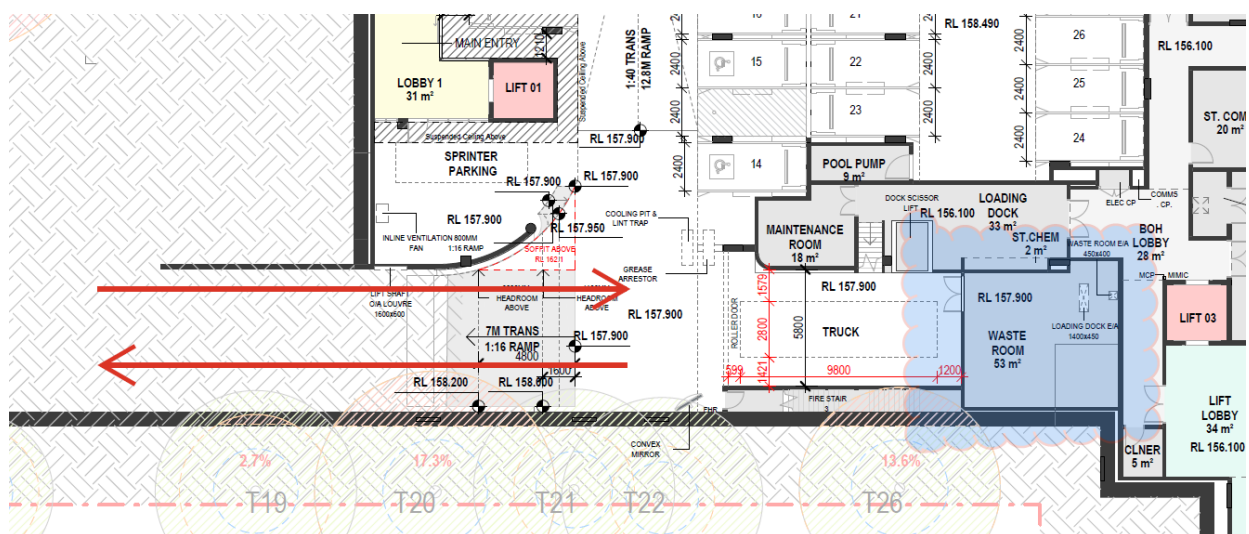 MAIN ENTRY
1210
LOBBY 1
31 m²
LIFT 01
Suspended Ceiling Above
Suspended Ceiling Above
1:40 TRANS
12.8M RAMP
2400
2400
2400
2400
15
14
21
22
23
2400
2400
RL 158.490
2400
2400
2400
26
25
24
RL 156.100
ST. COM
20 m²
RL 157.900
SPRINTER
PARKING
RL 157.900
RL 157.900
RL 157.900
RL 157.950
INLINE VENTILATION 800MM
FAN
1:16 RAMP
SOFFIT ABOVE
COOLING PIT &
LINT TRAP
GREASE
ARRESTOR
POOL PUMP
9 m²
DOCK SCISSOR
LIFT
RL 156.100
LOADING
DOCK
33 m²
ELEC CP
COMMS
. CP.
MAINTENANCE
ROOM
18 m²
ST.CHEM
2 m²
WASTE ROOM E/A
450x400
BOH
LOBBY
28 m²
MCP
MIMIC
LIFT SHAFT
O/A LOUVRE
1600x600
HEADROOM
ABOVE
HEADROOM
ABOVE
7M TRANS
1:16 RAMP
4800
1600
RL 157.900
RL 158.200
RL 157.900
ROLLER DOOR
1579
2800
1421
5800
RL 157.900
TRUCK
599
9800
1200
RL 157.900
WASTE
ROOM
53 m²
LOADING DOCK E/A
1400x450
LIFT 03
LIFT
LOBBY
34 m²
RL 156.100
CLNER
5 m²
FIRE STAIR
3
FHR
CONVEX
MIRROR
2.7%
17.3%
13.6%
T19
T20
T21
T22
T26